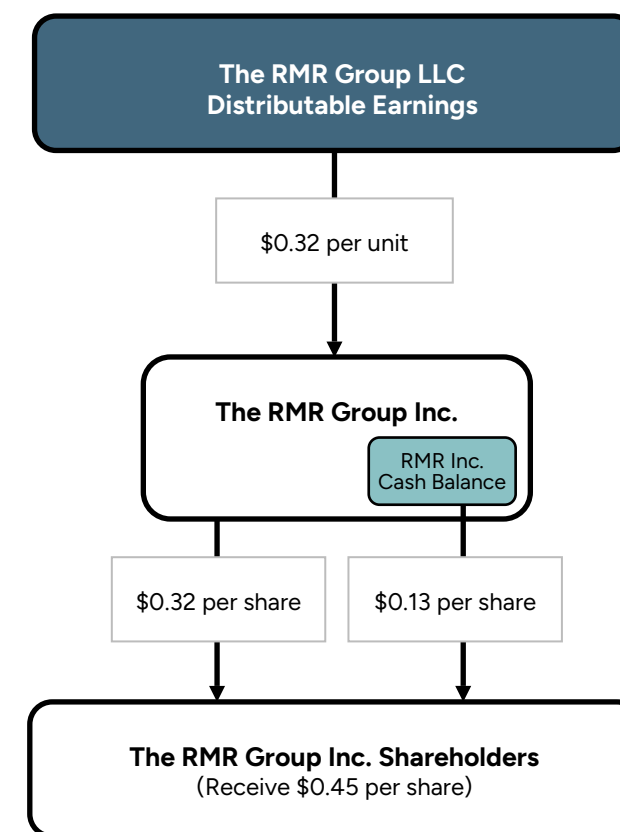 The RMR Group LLC
Distributable Earnings
$0.32 per unit
The RMR Group Inc.
RMR Inc.
Cash Balance
$0.32 per share
$0.13 per share
The RMR Group Inc. Shareholders
(Receive $0.45 per share)